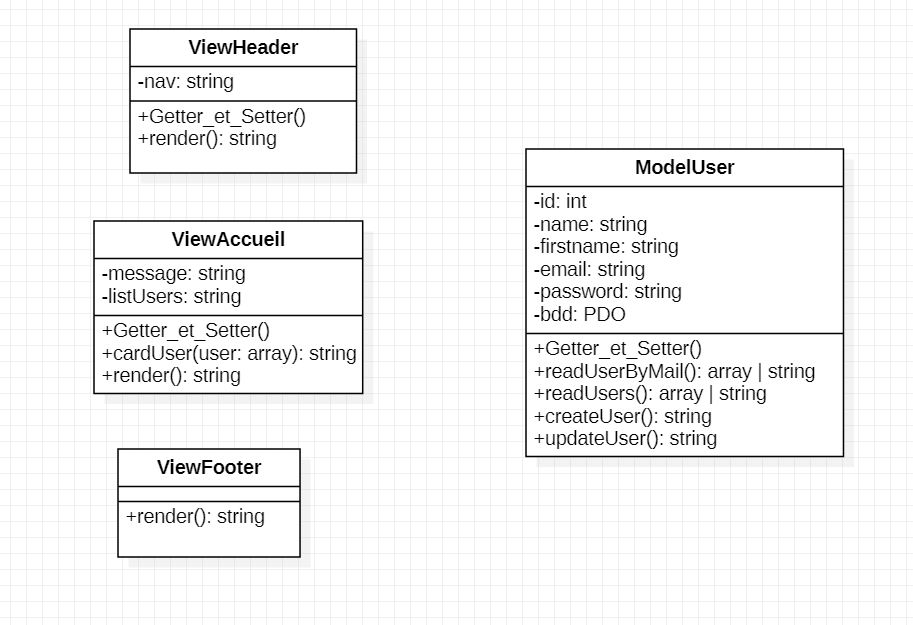 ViewHeader
-nav: string
+Getter_et_Setter()
+render(): string
ViewAccueil
-message: string
-listUsers: string
+Getter_et_Setter()
+cardUser(user: array): string
+render(): string
ViewFooter
+render(): string
ModelUser
-id: int
-name: string
-firstname: string
-email: string
-password: string
-bdd: PDO
+Getter_et_Setter()
+readUserByMail(): array | string
+readUsers(): array | string
+createUser(): string
+updateUser(): string